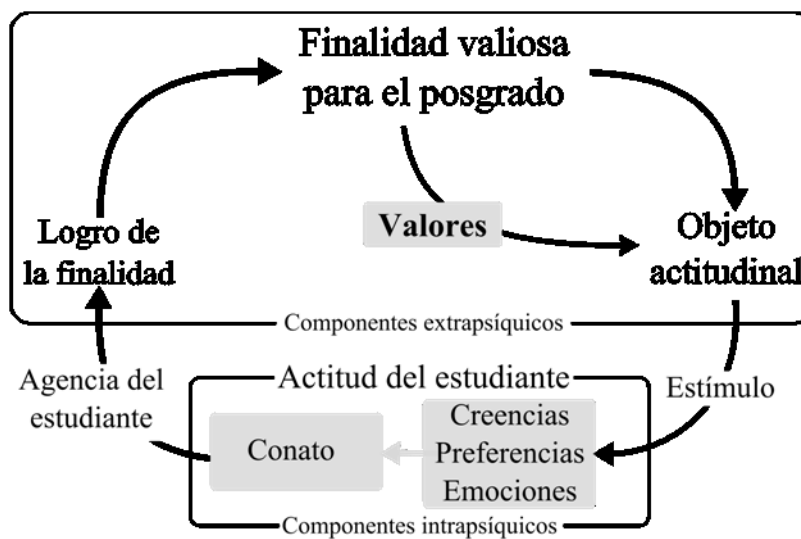 Finalidad valiosa
para el posgrado
Valores
Logro de
la finalidad
Objeto
actitudinal
Componentes extrapsíquicos
Agencia del
estudiante
Actitud del estudiante
Estímulo
Conato
Creencias
Preferencias
Emociones
Componentes intrapsíquicos